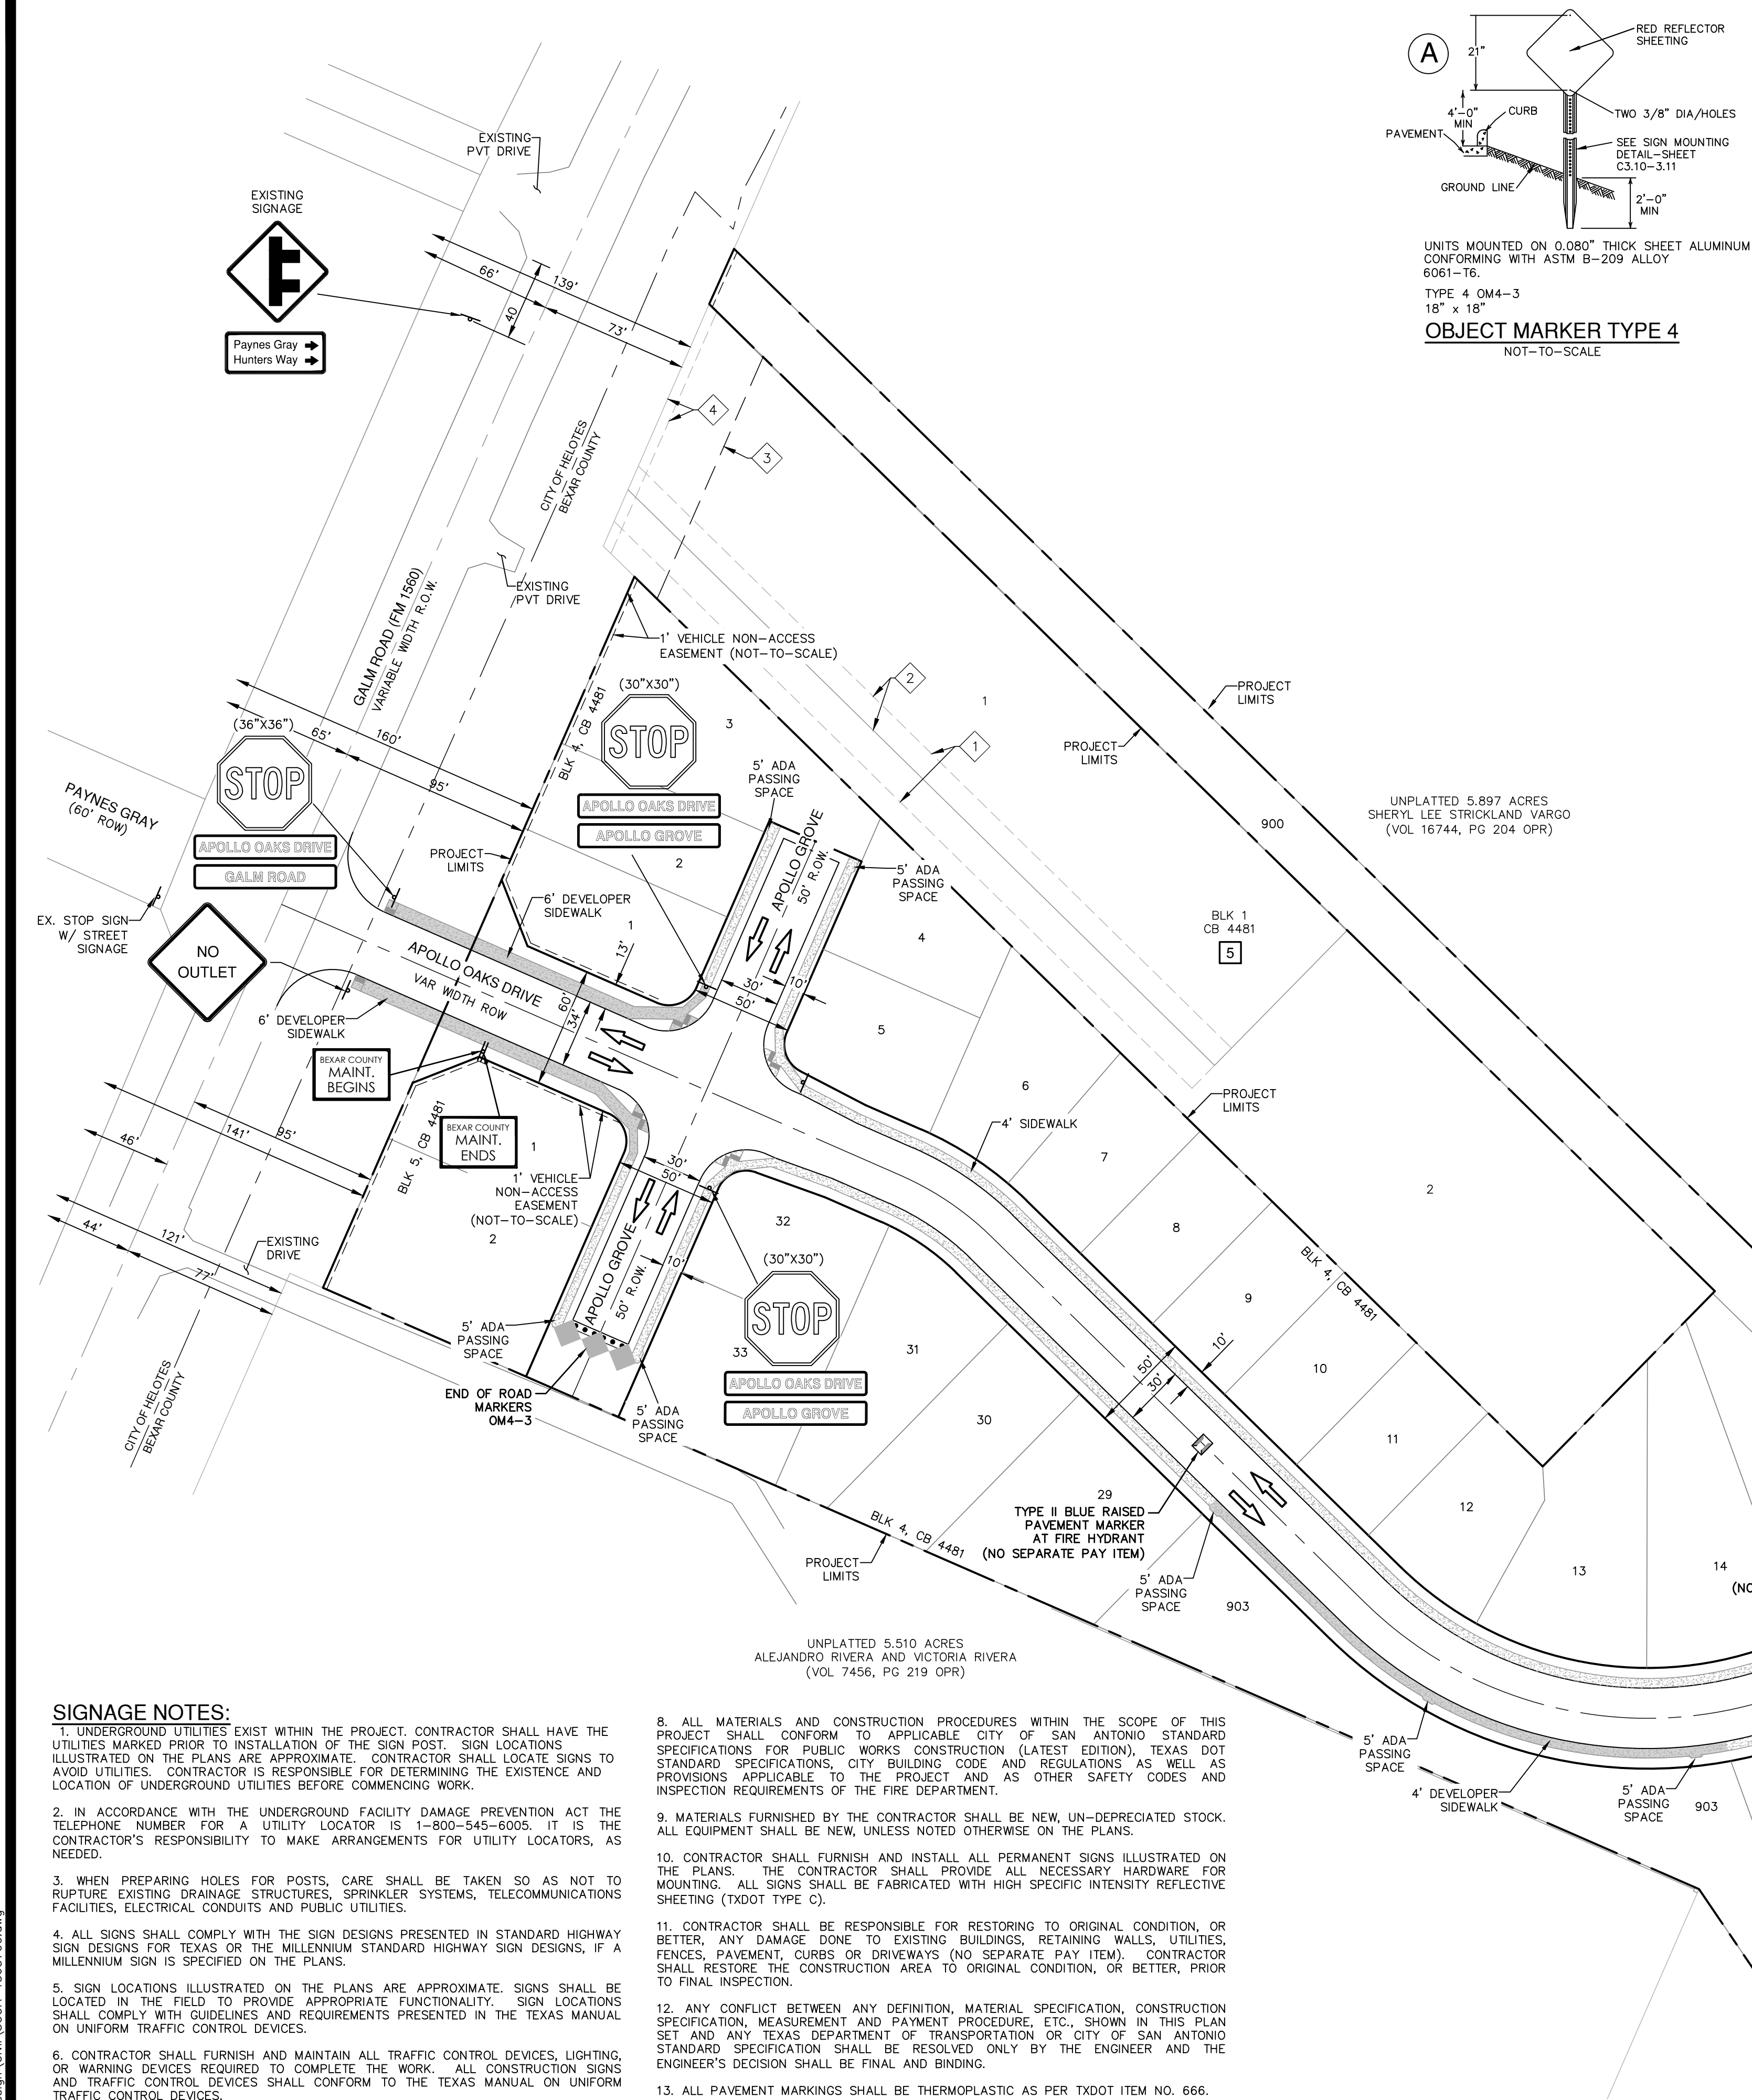 A
21"
RED REFLECTOR
SHEETING
4'-0"
MIN
CURB
TWO 3/8" DIA/HOLES
PAVEMENT
SEE SIGN MOUNTING
DETAIL-SHEET
C3.10-3.11
GROUND LINE
2'-0"
MIN
UNITS MOUNTED ON 0.080" THICK SHEET ALUMINUM
CONFORMING WITH ASTM B-209 ALLOY
6061-T6.
TYPE 4 OM4-3
18" x 18"
OBJECT MARKER TYPE 4
NOT-TO-SCALE
EXISTING
PVT DRIVE
EXISTING
SIGNAGE
Paynes Gray
Hunters Way
66'
139'
40
73'
4
3
CITY OF HELOTES
BEXAR COUNTY
EXISTING
PVT DRIVE
GALM ROAD (FM 1560)
VARIABLE WIDTH R.O.W.
1' VEHICLE NON-ACCESS
EASEMENT (NOT-TO-SCALE)
2
1
1
PROJECT
LIMITS
PROJECT
LIMITS
(36"X36")
STOP
APOLLO OAKS DRIVE
GALM ROAD
65'
160'
95'
BLK 4, CB 4481
(30"X30")
STOP
APOLLO OAKS DRIVE
APOLLO GROVE
3
2
5' ADA
PASSING
SPACE
APOLLO GROVE
50' R.O.W.
5' ADA
PASSING
SPACE
UNPLATTED 5.897 ACRES
SHERYL LEE STRICKLAND VARGO
(VOL 16744, PG 204 OPR)
900
BLK 1
CB 4481
5
PAYNES GRAY
(60' ROW)
PROJECT
LIMITS
6' DEVELOPER
SIDEWALK
1
13'
EX. STOP SIGN
W/ STREET
SIGNAGE
NO
OUTLET
APOLLO OAKS DRIVE
VAR WIDTH ROW
60'
34'
30'
10'
50'
4
5
6
6' DEVELOPER
SIDEWALK
BEXAR COUNTY
MAINT.
BEGINS
BEXAR COUNTY
MAINT.
ENDS
1
PROJECT
LIMITS
4' SIDEWALK
7
2
46'
141'
95'
BLK 5, CB 4481
1' VEHICLE
NON-ACCESS
EASEMENT
(NOT-TO-SCALE)
2
30'
50'
10'
APOLLO GROVE
50' R.OW.
32
8
BLK 4, CB 4481
44'
121'
77'
EXISTING
DRIVE
(30"X30")
STOP
APOLLO OAKS DRIVE
APOLLO GROVE
33
31
9
10'
10
5' ADA
PASSING
SPACE
END OF ROAD
MARKERS
OM4-3
5' ADA
PASSING
SPACE
CITY OF HELOTES
BEXAR COUNTY
50'
30'
30
11
29
TYPE II BLUE RAISED
PAVEMENT MARKER
AT FIRE HYDRANT
(NO SEPARATE PAY ITEM)
12
BLK 4, CB 4481
PROJECT
LIMITS
5' ADA
PASSING
SPACE
903
13
14
(NO
UNPLATTED 5.510 ACRES
ALEJANDRO RIVERA AND VICTORIA RIVERA
(VOL 7456, PG 219 OPR)
5' ADA
PASSING
SPACE
4' DEVELOPER
SIDEWALK
5' ADA
PASSING
SPACE
903
SIGNAGE NOTES:
1. UNDERGROUND UTILITIES EXIST WITHIN THE PROJECT. CONTRACTOR SHALL HAVE THE
UTILITIES MARKED PRIOR TO INSTALLATION OF THE SIGN POST. SIGN LOCATIONS
ILLUSTRATED ON THE PLANS ARE APPROXIMATE. CONTRACTOR SHALL LOCATE SIGNS TO
AVOID UTILITIES. CONTRACTOR IS RESPONSIBLE FOR DETERMINING THE EXISTENCE AND
LOCATION OF UNDERGROUND UTILITIES BEFORE COMMENCING WORK.
2. IN ACCORDANCE WITH THE UNDERGROUND FACILITY DAMAGE PREVENTION ACT THE
TELEPHONE NUMBER FOR A UTILITY LOCATOR IS 1-800-545-6005. IT IS THE
CONTRACTOR'S RESPONSIBILITY TO MAKE ARRANGEMENTS FOR UTILITY LOCATORS, AS
NEEDED.
3. WHEN PREPARING HOLES FOR POSTS, CARE SHALL BE TAKEN SO AS NOT TO
RUPTURE EXISTING DRAINAGE STRUCTURES, SPRINKLER SYSTEMS, TELECOMMUNICATIONS
FACILITIES, ELECTRICAL CONDUITS AND PUBLIC UTILITIES.
4. ALL SIGNS SHALL COMPLY WITH THE SIGN DESIGNS PRESENTED IN STANDARD HIGHWAY
SIGN DESIGNS FOR TEXAS OR THE MILLENNIUM STANDARD HIGHWAY SIGN DESIGNS, IF A
MILLENNIUM SIGN IS SPECIFIED ON THE PLANS.
5. SIGN LOCATIONS ILLUSTRATED ON THE PLANS ARE APPROXIMATE. SIGNS SHALL BE
LOCATED IN THE FIELD TO PROVIDE APPROPRIATE FUNCTIONALITY. SIGN LOCATIONS
SHALL COMPLY WITH GUIDELINES AND REQUIREMENTS PRESENTED IN THE TEXAS MANUAL
ON UNIFORM TRAFFIC CONTROL DEVICES.
6. CONTRACTOR SHALL FURNISH AND MAINTAIN ALL TRAFFIC CONTROL DEVICES, LIGHTING,
OR WARNING DEVICES REQUIRED TO COMPLETE THE WORK. ALL CONSTRUCTION SIGNS
AND TRAFFIC CONTROL DEVICES SHALL CONFORM TO THE TEXAS MANUAL ON UNIFORM
TRAFFIC CONTROL DEVICES.
8. ALL MATERIALS AND CONSTRUCTION PROCEDURES WITHIN THE SCOPE OF THIS
PROJECT SHALL CONFORM TO APPLICABLE CITY OF SAN ANTONIO STANDARD
SPECIFICATIONS FOR PUBLIC WORKS CONSTRUCTION (LATEST EDITION), TEXAS DOT
STANDARD SPECIFICATIONS, CITY BUILDING CODE AND REGULATIONS AS WELL AS
PROVISIONS APPLICABLE TO THE PROJECT AND AS OTHER SAFETY CODES AND
INSPECTION REQUIREMENTS OF THE FIRE DEPARTMENT.
9. MATERIALS FURNISHED BY THE CONTRACTOR SHALL BE NEW, UN-DEPRECIATED STOCK.
ALL EQUIPMENT SHALL BE NEW, UNLESS NOTED OTHERWISE ON THE PLANS.
10. CONTRACTOR SHALL FURNISH AND INSTALL ALL PERMANENT SIGNS ILLUSTRATED ON
THE PLANS. THE CONTRACTOR SHALL PROVIDE ALL NECESSARY HARDWARE FOR
MOUNTING. ALL SIGNS SHALL BE FABRICATED WITH HIGH SPECIFIC INTENSITY REFLECTIVE
SHEETING (TXDOT TYPE C).
11. CONTRACTOR SHALL BE RESPONSIBLE FOR RESTORING TO ORIGINAL CONDITION, OR
BETTER, ANY DAMAGE DONE TO EXISTING BUILDINGS, RETAINING WALLS, UTILITIES,
FENCES, PAVEMENT, CURBS OR DRIVEWAYS (NO SEPARATE PAY ITEM). CONTRACTOR
SHALL RESTORE THE CONSTRUCTION AREA TO ORIGINAL CONDITION, OR BETTER, PRIOR
TO FINAL INSPECTION.
12. ANY CONFLICT BETWEEN ANY DEFINITION, MATERIAL SPECIFICATION, CONSTRUCTION
SPECIFICATION, MEASUREMENT AND PAYMENT PROCEDURE, ETC., SHOWN IN THIS PLAN
SET AND ANY TEXAS DEPARTMENT OF TRANSPORTATION OR CITY OF SAN ANTONIO
STANDARD SPECIFICATION SHALL BE RESOLVED ONLY BY THE ENGINEER AND THE
ENGINEER'S DECISION SHALL BE FINAL AND BINDING.
13. ALL PAVEMENT MARKINGS SHALL BE THERMOPLASTIC AS PER TXDOT ITEM NO. 666.